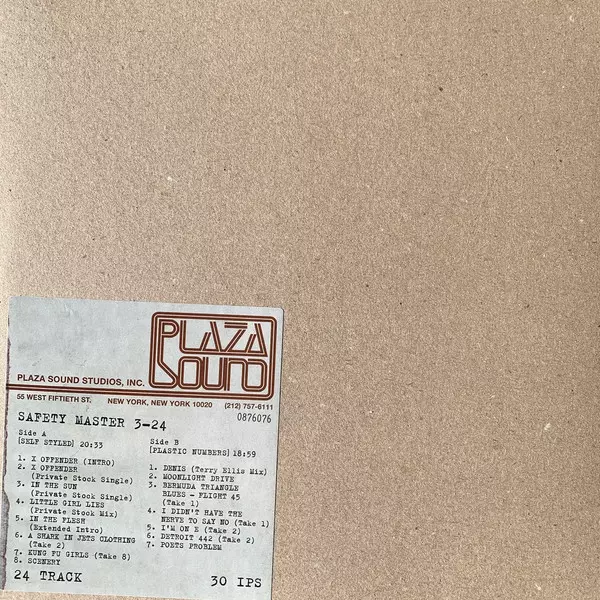 PLAZA
SOUND
PLAZA SOUND STUDIOS, INC.
55 WEST FIFTIETH ST. NEW YORK, NEW YORK 10020 (212) 757-6111
SAFETY MASTER 3-24 0876076
Side A
[SELF STYLED] 20:33
1. X OFFENDER (INTRO)
2. X OFFENDER
(Private Stock Single)
3. IN THE SUN
(Private Stock Single)
4. LITTLE GIRL LIES
(Private Stock Mix)
5. IN THE FLESH
(Extended Intro)
6. A SHARK IN JETS CLOTHING
(Take 2)
7. KUNG FU GIRLS (Take 8)
8. SCENERY
Side B
[PLASTIC NUMBERS] 18:59
1. DENIS (Terry Ellis Mix)
2. MOONLIGHT DRIVE
3. BERMUDA TRIANGLE
BLUES - FLIGHT 45
(Take 1)
4. I DIDN'T HAVE THE
NERVE TO SAY NO (Take 1)
5. I'M ON E (Take 2)
6. DETROIT 442 (Take 2)
7. POETS PROBLEM
24 TRACK 30 IPS